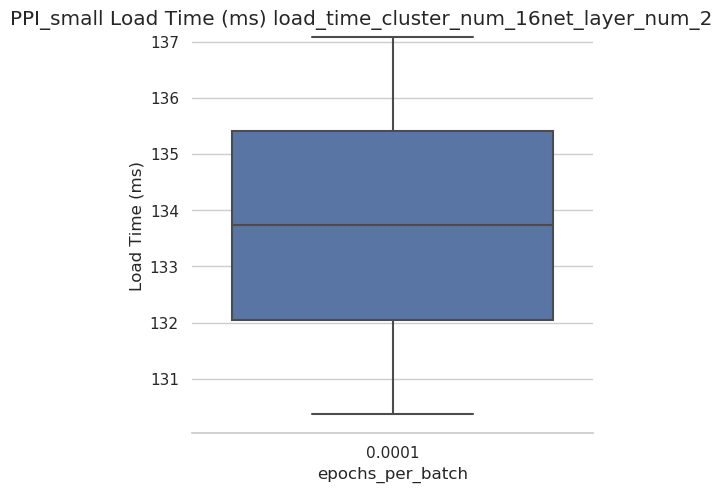 PPI_small Load Time (ms) load_time_cluster_num_16net_layer_num_2
137
136
135
134
133
132
131
Load Time (ms)
0.0001
epochs_per_batch